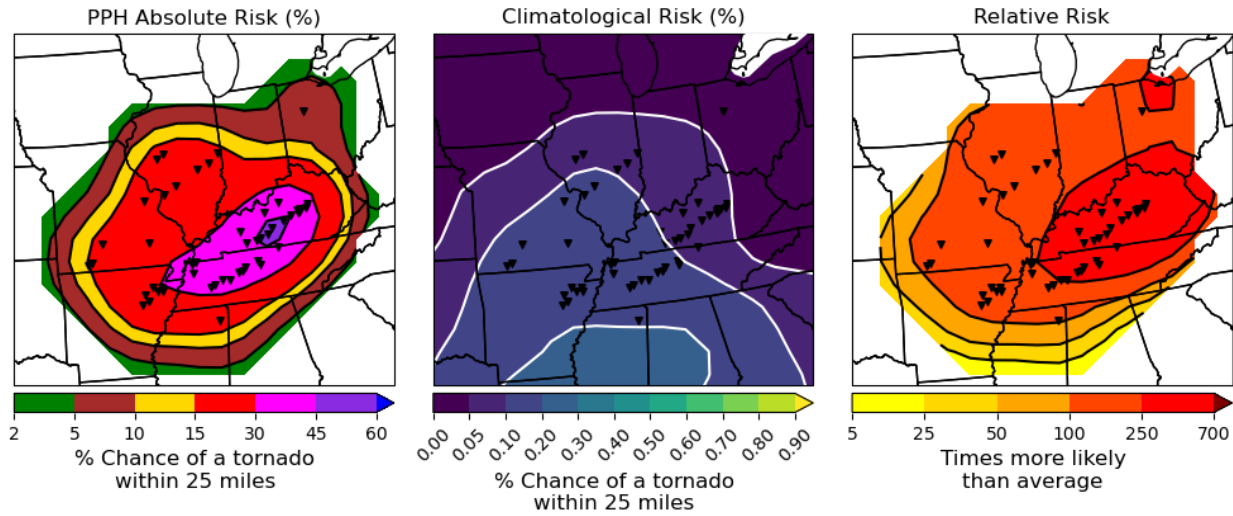 PPH Absolute Risk (%)
2 5 10 15 30 45 60
% Chance of a tornado
within 25 miles
Climatological Risk (%)
0.00 0.05 0.10 0.20 0.30 0.40 0.50 0.60 0.70 0.80 0.90
% Chance of a tornado
within 25 miles
Relative Risk
5 25 50 100 250 700
Times more likely
than average